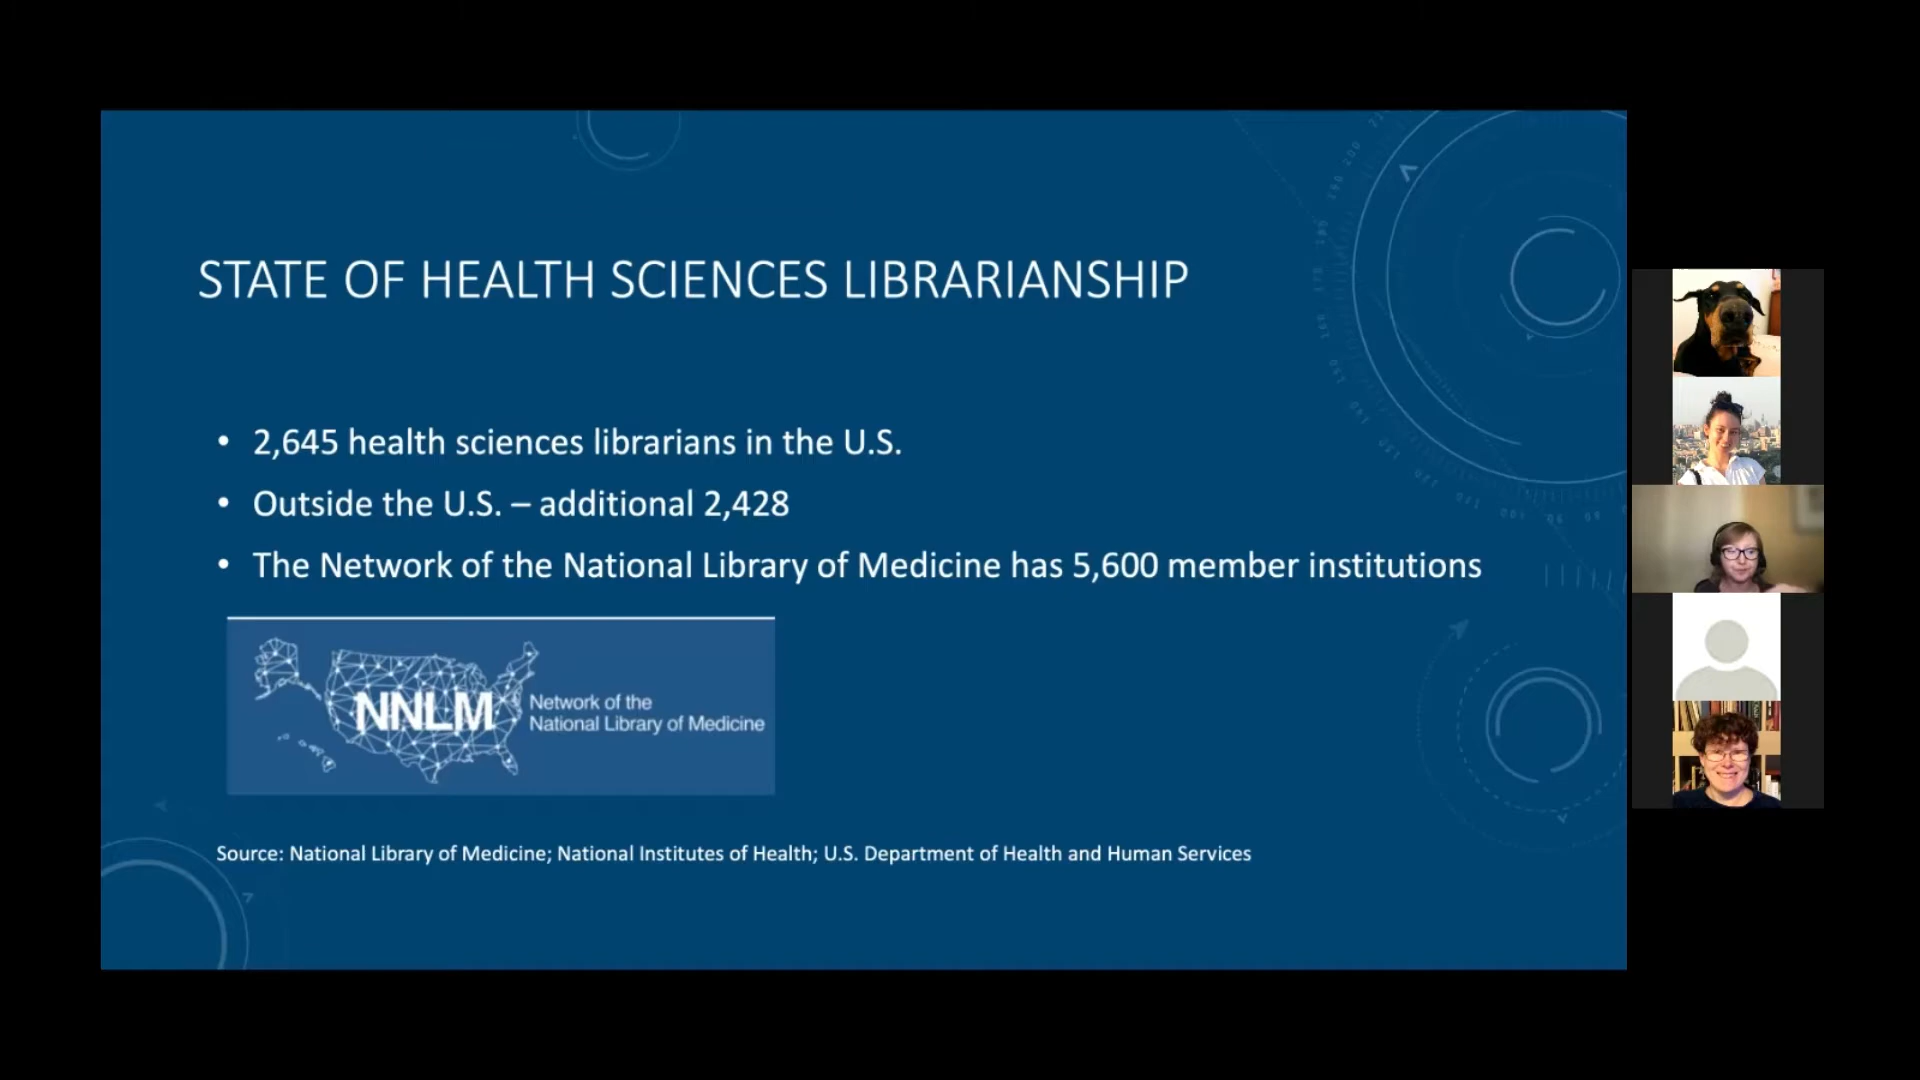 STATE OF HEALTH SCIENCES LIBRARIANSHIP
• 2,645 health sciences librarians in the U.S.
• Outside the U.S. – additional 2,428
• The Network of the National Library of Medicine has 5,600 member institutions
NNLM
Network of the
National Library of Medicine
Source: National Library of Medicine; National Institutes of Health; U.S. Department of Health and Human Services